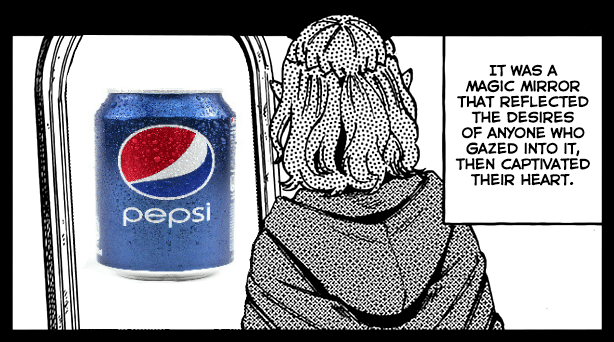 pepsi
IT WAS A
MAGIC MIRROR
THAT REFLECTED
THE DESIRES
OF ANYONE WHO
GAZED INTO IT,
THEN CAPTIVATED
THEIR HEART.